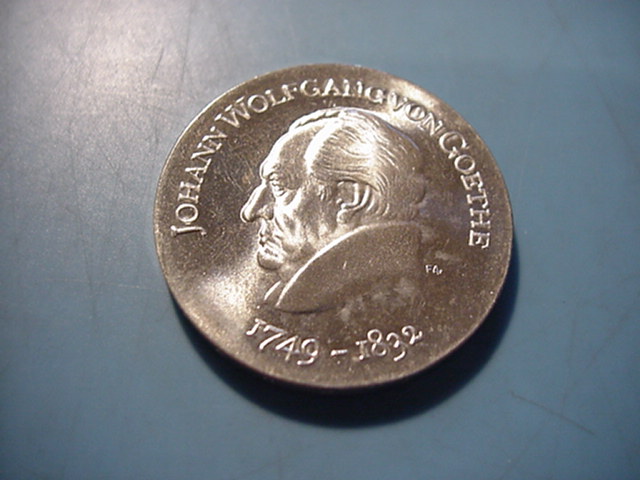 JOHANN WOLFGANG VON GOETHE
1749 - 1832